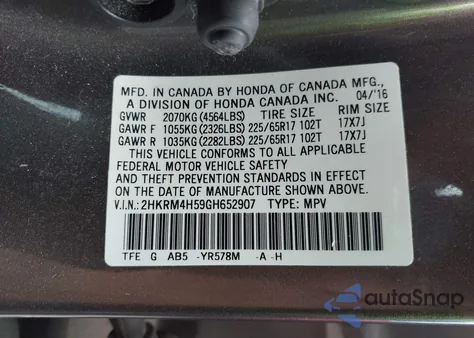 MFD. IN CANADA BY HONDA OF CANADA MFG.,
A DIVISION OF HONDA CANADA INC. 04/'16
GVWR 2070KG (4564LBS) TIRE SIZE RIM SIZE
GAWR F 1055KG (2326LBS) 225/65R17 102T 17X7J
GAWR R 1035KG (2282LBS) 225/65R17 102T 17X7J
THIS VEHICLE CONFORMS TO ALL APPLICABLE
FEDERAL MOTOR VEHICLE SAFETY
AND THEFT PREVENTION STANDARDS IN EFFECT
ON THE DATE OF MANUFACTURE SHOWN ABOVE.
V.I.N.: 2HKRM4H59GH652907 TYPE: MPV
TFE G AB5 -YR578M -A -H
autoSnap